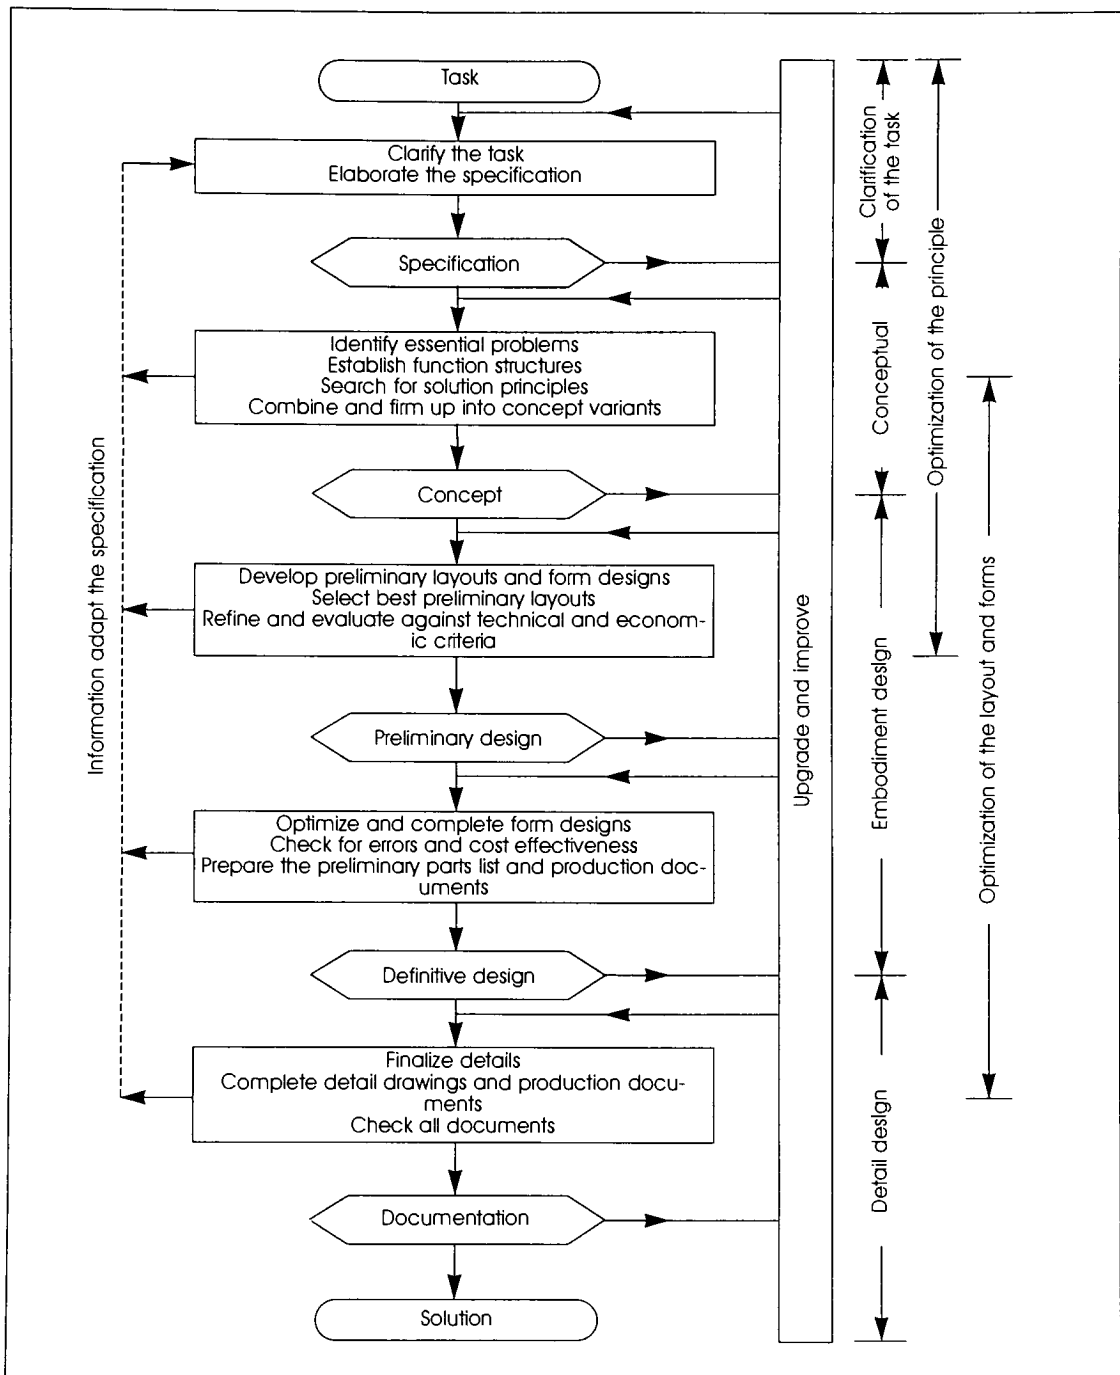 Task
Clarify the task
Elaborate the specification
Specification
Identify essential problems
Establish function structures
Search for solution principles
Combine and firm up into concept variants
Concept
Develop preliminary layouts and form designs
Select best preliminary layouts
Refine and evaluate against technical and econom-
ic criteria
Preliminary design
Optimize and complete form designs
Check for errors and cost effectiveness
Prepare the preliminary parts list and production doc-
uments
Definitive design
Finalize details
Complete detail drawings and production docu-
ments
Check all documents
Documentation
Solution
Information adapt the specification
Upgrade and improve
Clarification
of the task
Conceptual
Embodiment design
Detail design
Optimization of the principle
Optimization of the layout and forms